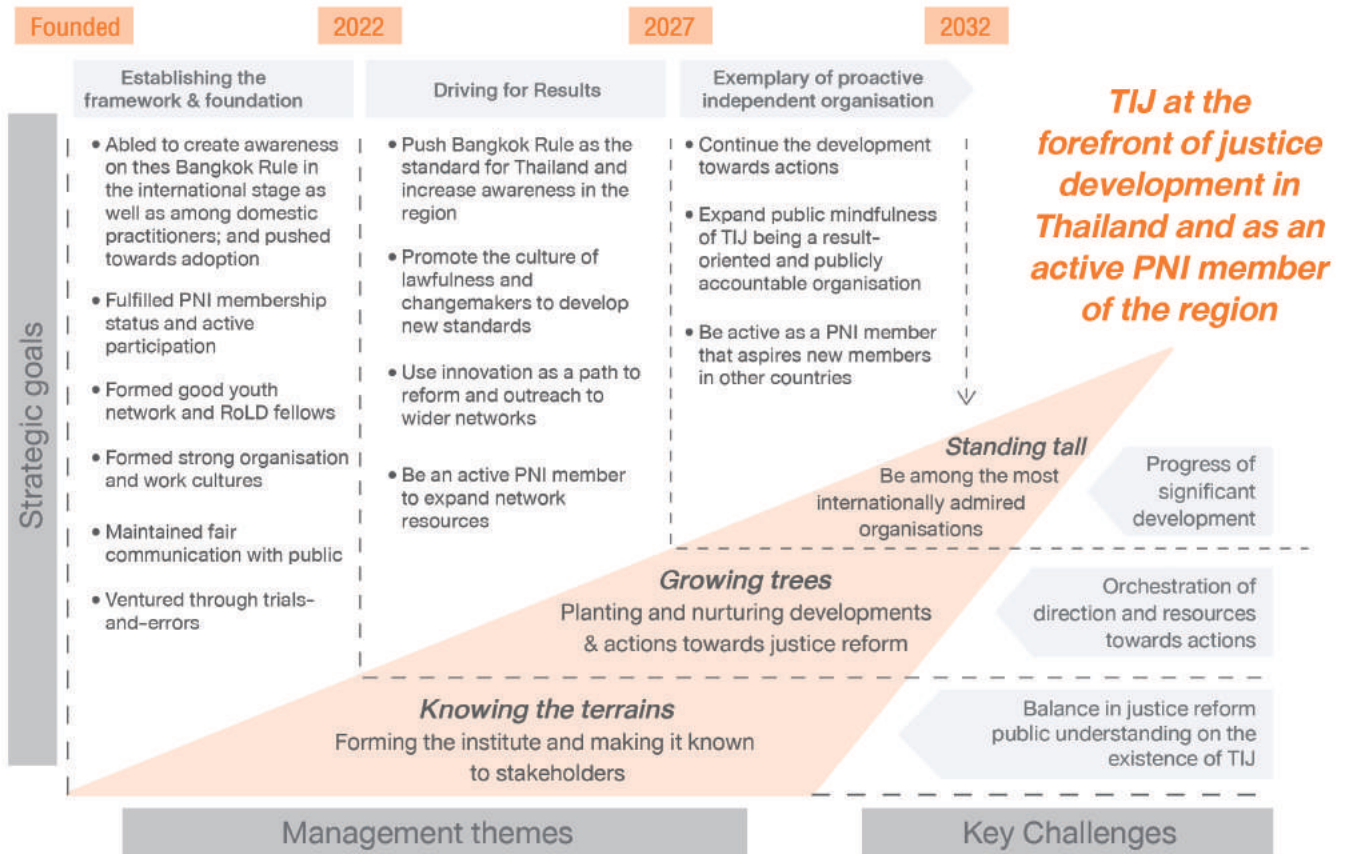 Founded
2022
2027
2032
Establishing the
framework & foundation
Driving for Results
Exemplary of proactive
independent organisation
TIJ at the
forefront of justice
development in
Thailand and as an
active PNI member
of the region
Strategic goals
• Abled to create awareness
on thes Bangkok Rule in
the international stage as
well as among domestic
practitioners; and pushed
towards adoption
• Fulfilled PNI membership
status and active
participation
• Formed good youth
network and RoLD fellows
• Formed strong organisation
and work cultures
• Maintained fair
communication with public
• Ventured through trials-
and-errors
• Push Bangkok Rule as the
standard for Thailand and
increase awareness in the
region
• Promote the culture of
lawfulness and
changemakers to develop
new standards
• Use innovation as a path to
reform and outreach to
wider networks
• Be an active PNI member
to expand network
resources
• Continue the development
towards actions
• Expand public mindfulness
of TIJ being a result-
oriented and publicly
accountable organisation
• Be active as a PNI member
that aspires new members
in other countries
Standing tall
Be among the most
internationally admired
organisations
Progress of
significant
development
Growing trees
Planting and nurturing developments
& actions towards justice reform
Orchestration of
direction and resources
towards actions
Knowing the terrains
Forming the institute and making it known
to stakeholders
Balance in justice reform
public understanding on the
existence of TIJ
Management themes
Key Challenges